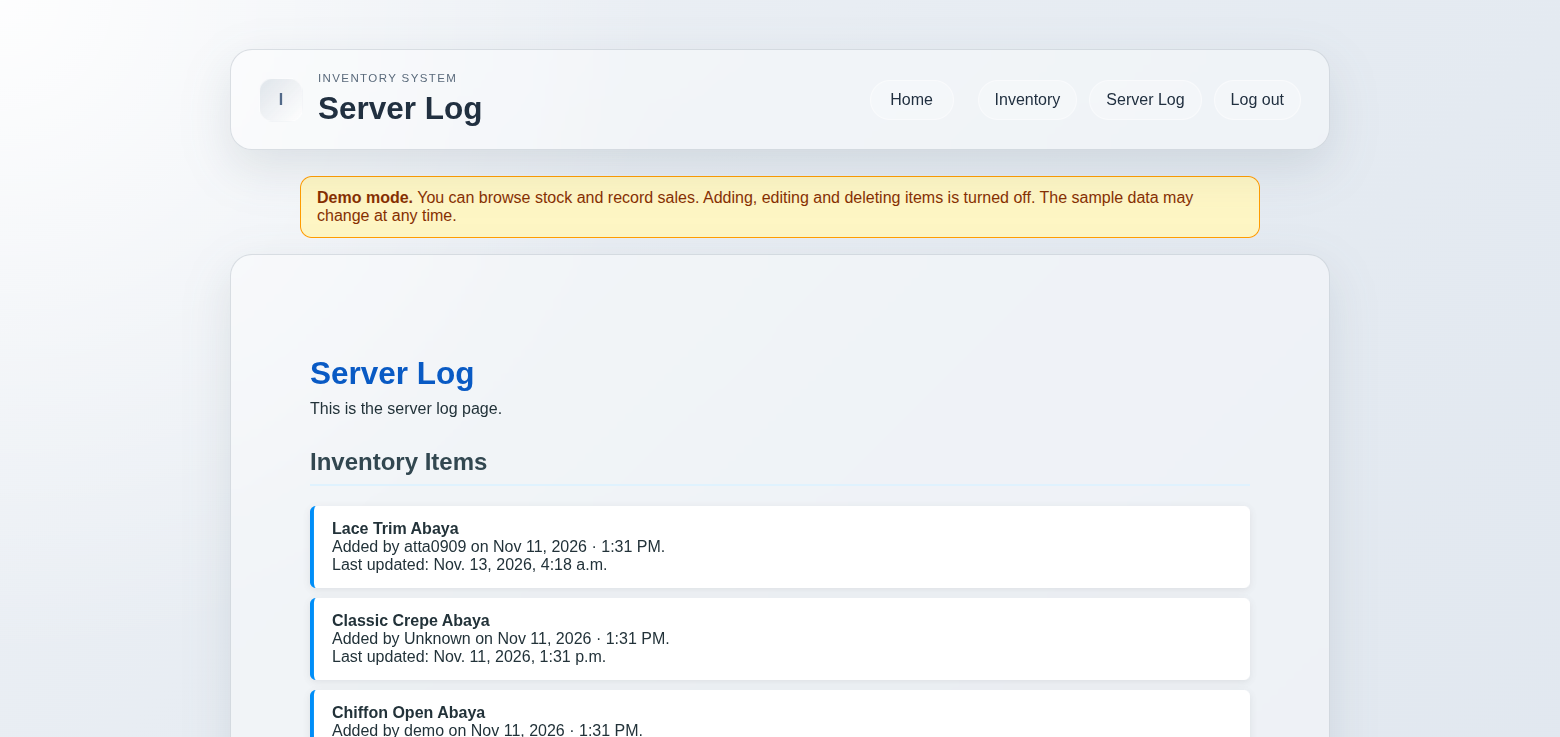 I
INVENTORY SYSTEM
Server Log
Home
Inventory
Server Log
Log out
Demo mode. You can browse stock and record sales. Adding, editing and deleting items is turned off. The sample data may
change at any time.
Server Log
This is the server log page.
Inventory Items
Lace Trim Abaya
Added by atta0909 on Nov 11, 2026 · 1:31 PM.
Last updated: Nov. 13, 2026, 4:18 a.m.
Classic Crepe Abaya
Added by Unknown on Nov 11, 2026 · 1:31 PM.
Last updated: Nov. 11, 2026, 1:31 p.m.
Chiffon Open Abaya
Added by demo on Nov 11, 2026 · 1:31 PM.